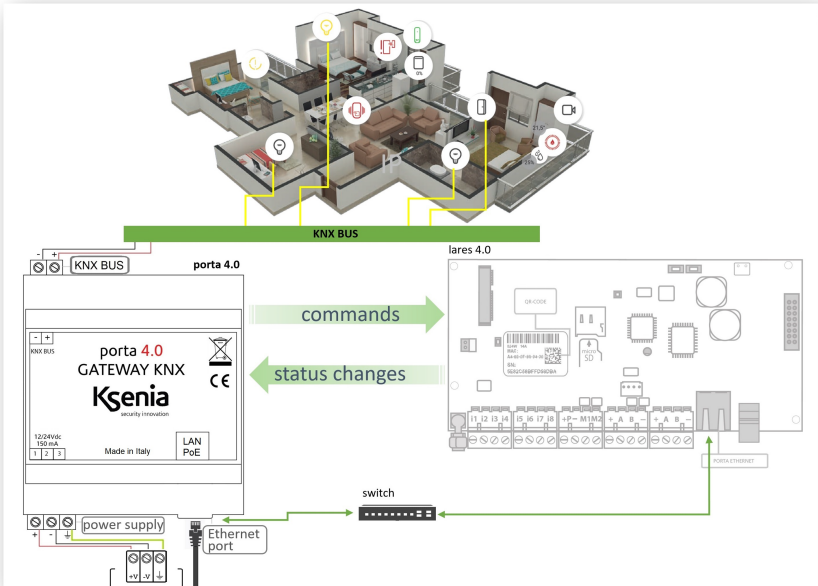 0%
21,5°
25%
KNX BUS
lares 4.0
- +
KNX BUS
porta 4.0
QR-CODE
commands
- +
KNX BUS
porta 4.0
GATEWAY KNX
Ksenia
security innovation
CE
micro
SD
status changes
12/24Vdc
150 mA
1 2 3
Made in Italy
LAN
PoE
i1 i2 i3 i4
i5 i6 i7 i8
+P- M1M2
+ A B -
+ A B -
PORTA ETHERNET
switch
power supply
+ -
Ethernet
port
+V -V